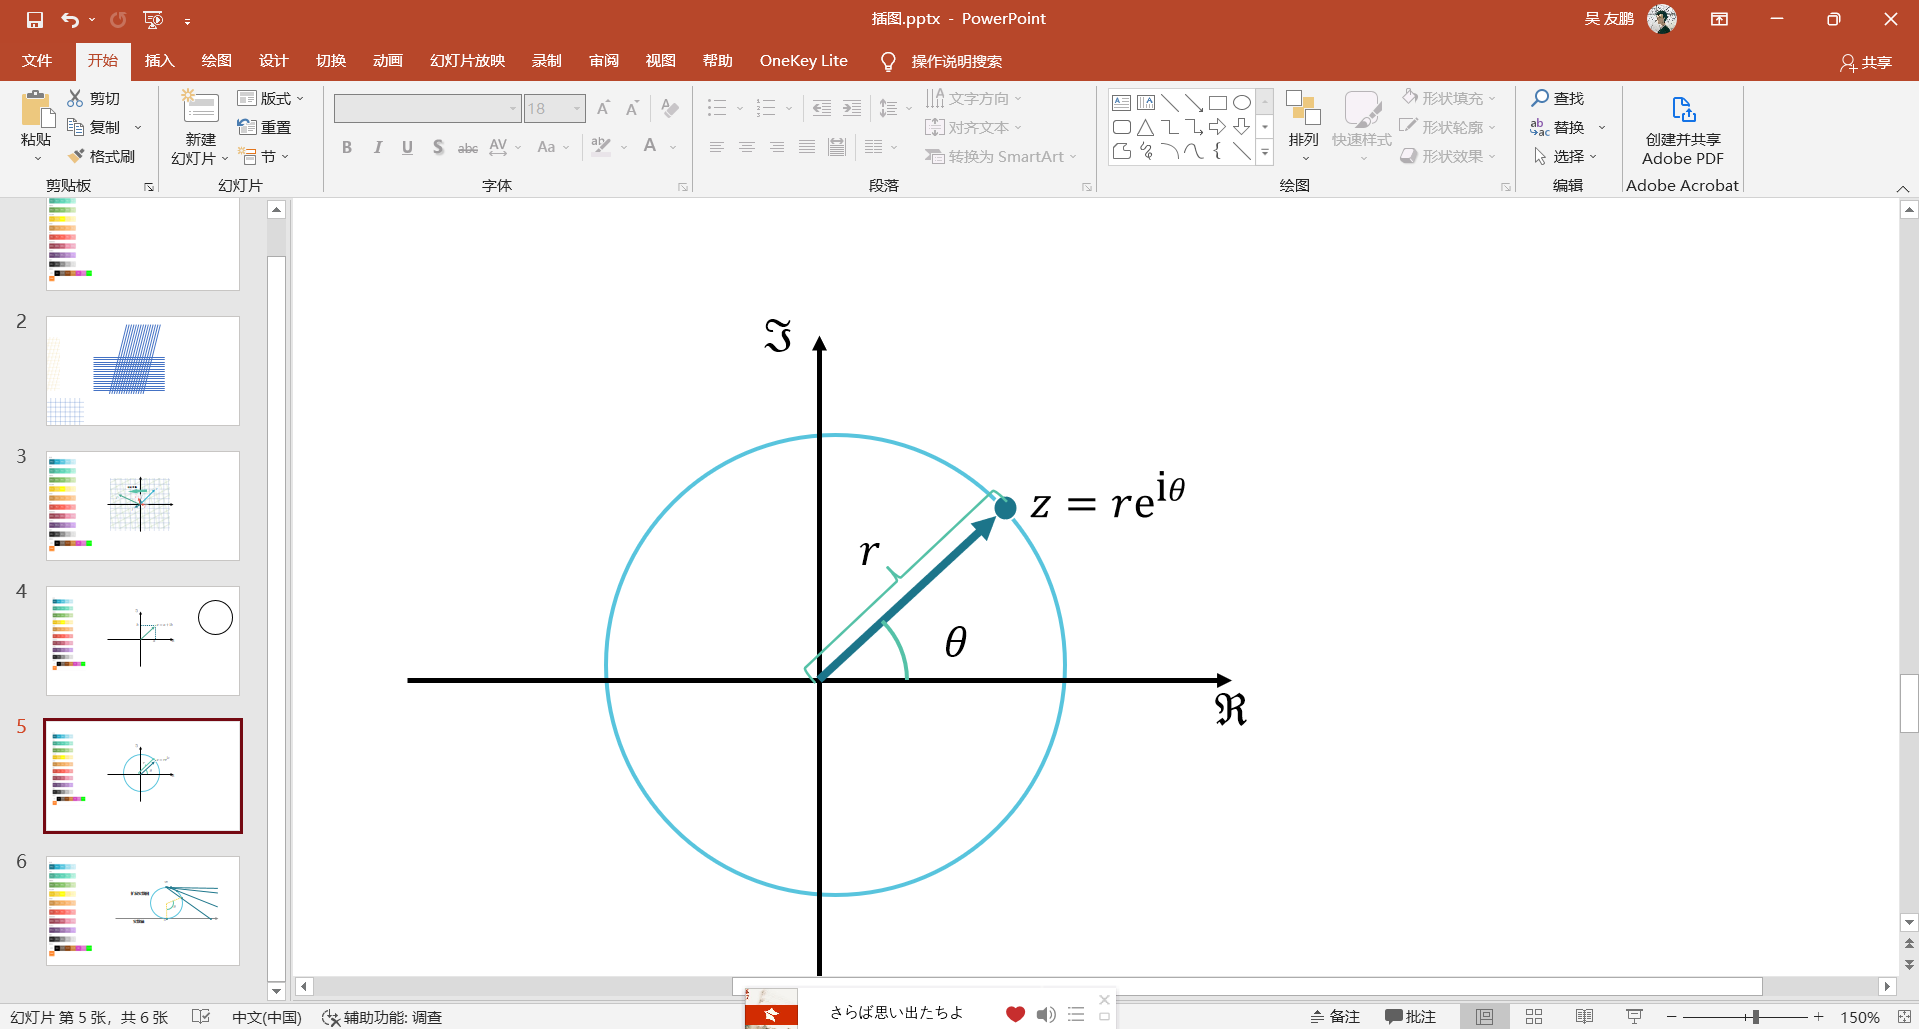 插图.pptx - PowerPoint
吴 友鹏
文件 开始 插入 绘图 设计 切换 动画 幻灯片放映 录制 审阅 视图 帮助 OneKey Lite 操作说明搜索 共享
粘贴
剪切
复制
格式刷
剪贴板
新建
幻灯片
版式
重置
节
幻灯片
18
B I U S abc AV Aa A
字体
文字方向
对齐文本
转换为 SmartArt
段落
排列
快速样式
形状填充
形状轮廓
形状效果
绘图
查找
替换
选择
编辑
创建并共享
Adobe PDF
Adobe Acrobat
2
3
4
5
6
ℑ
z = re^{iθ}
r
θ
ℜ
さらば思い出たちよ
幻灯片 第 5 张，共 6 张 中文(中国) 辅助功能: 调查 备注 批注 150%